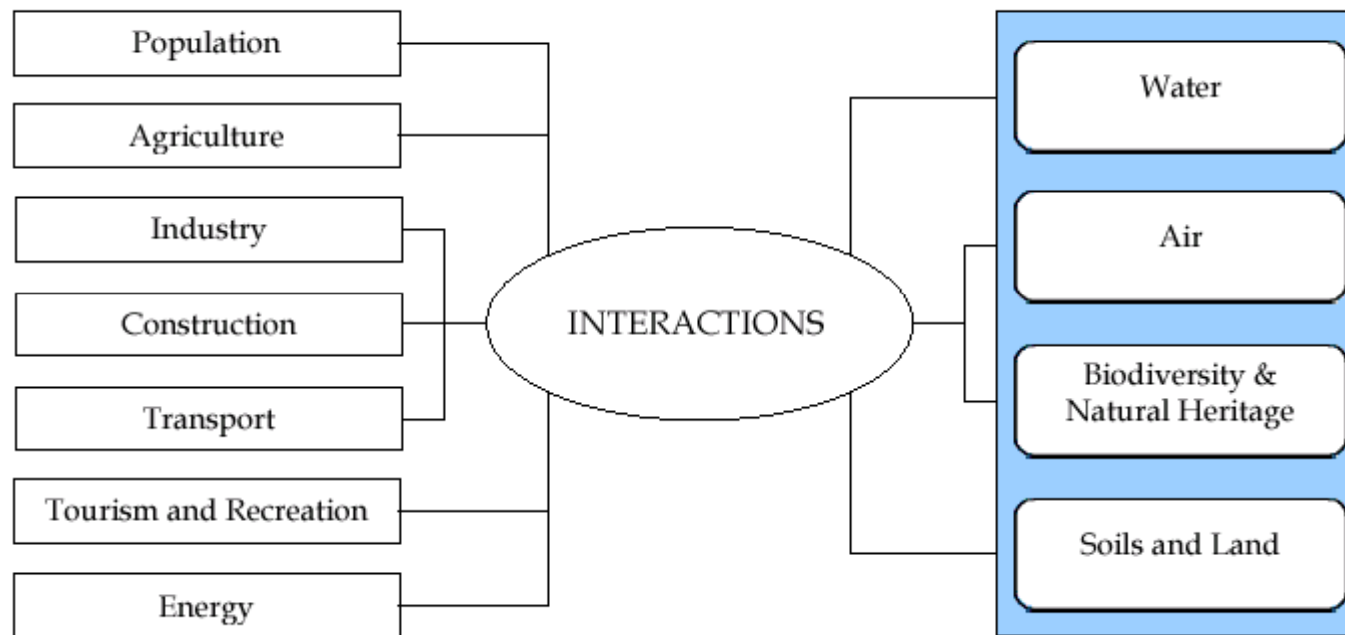 Population
Agriculture
Industry
Construction
Transport
Tourism and Recreation
Energy
INTERACTIONS
Water
Air
Biodiversity &
Natural Heritage
Soils and Land